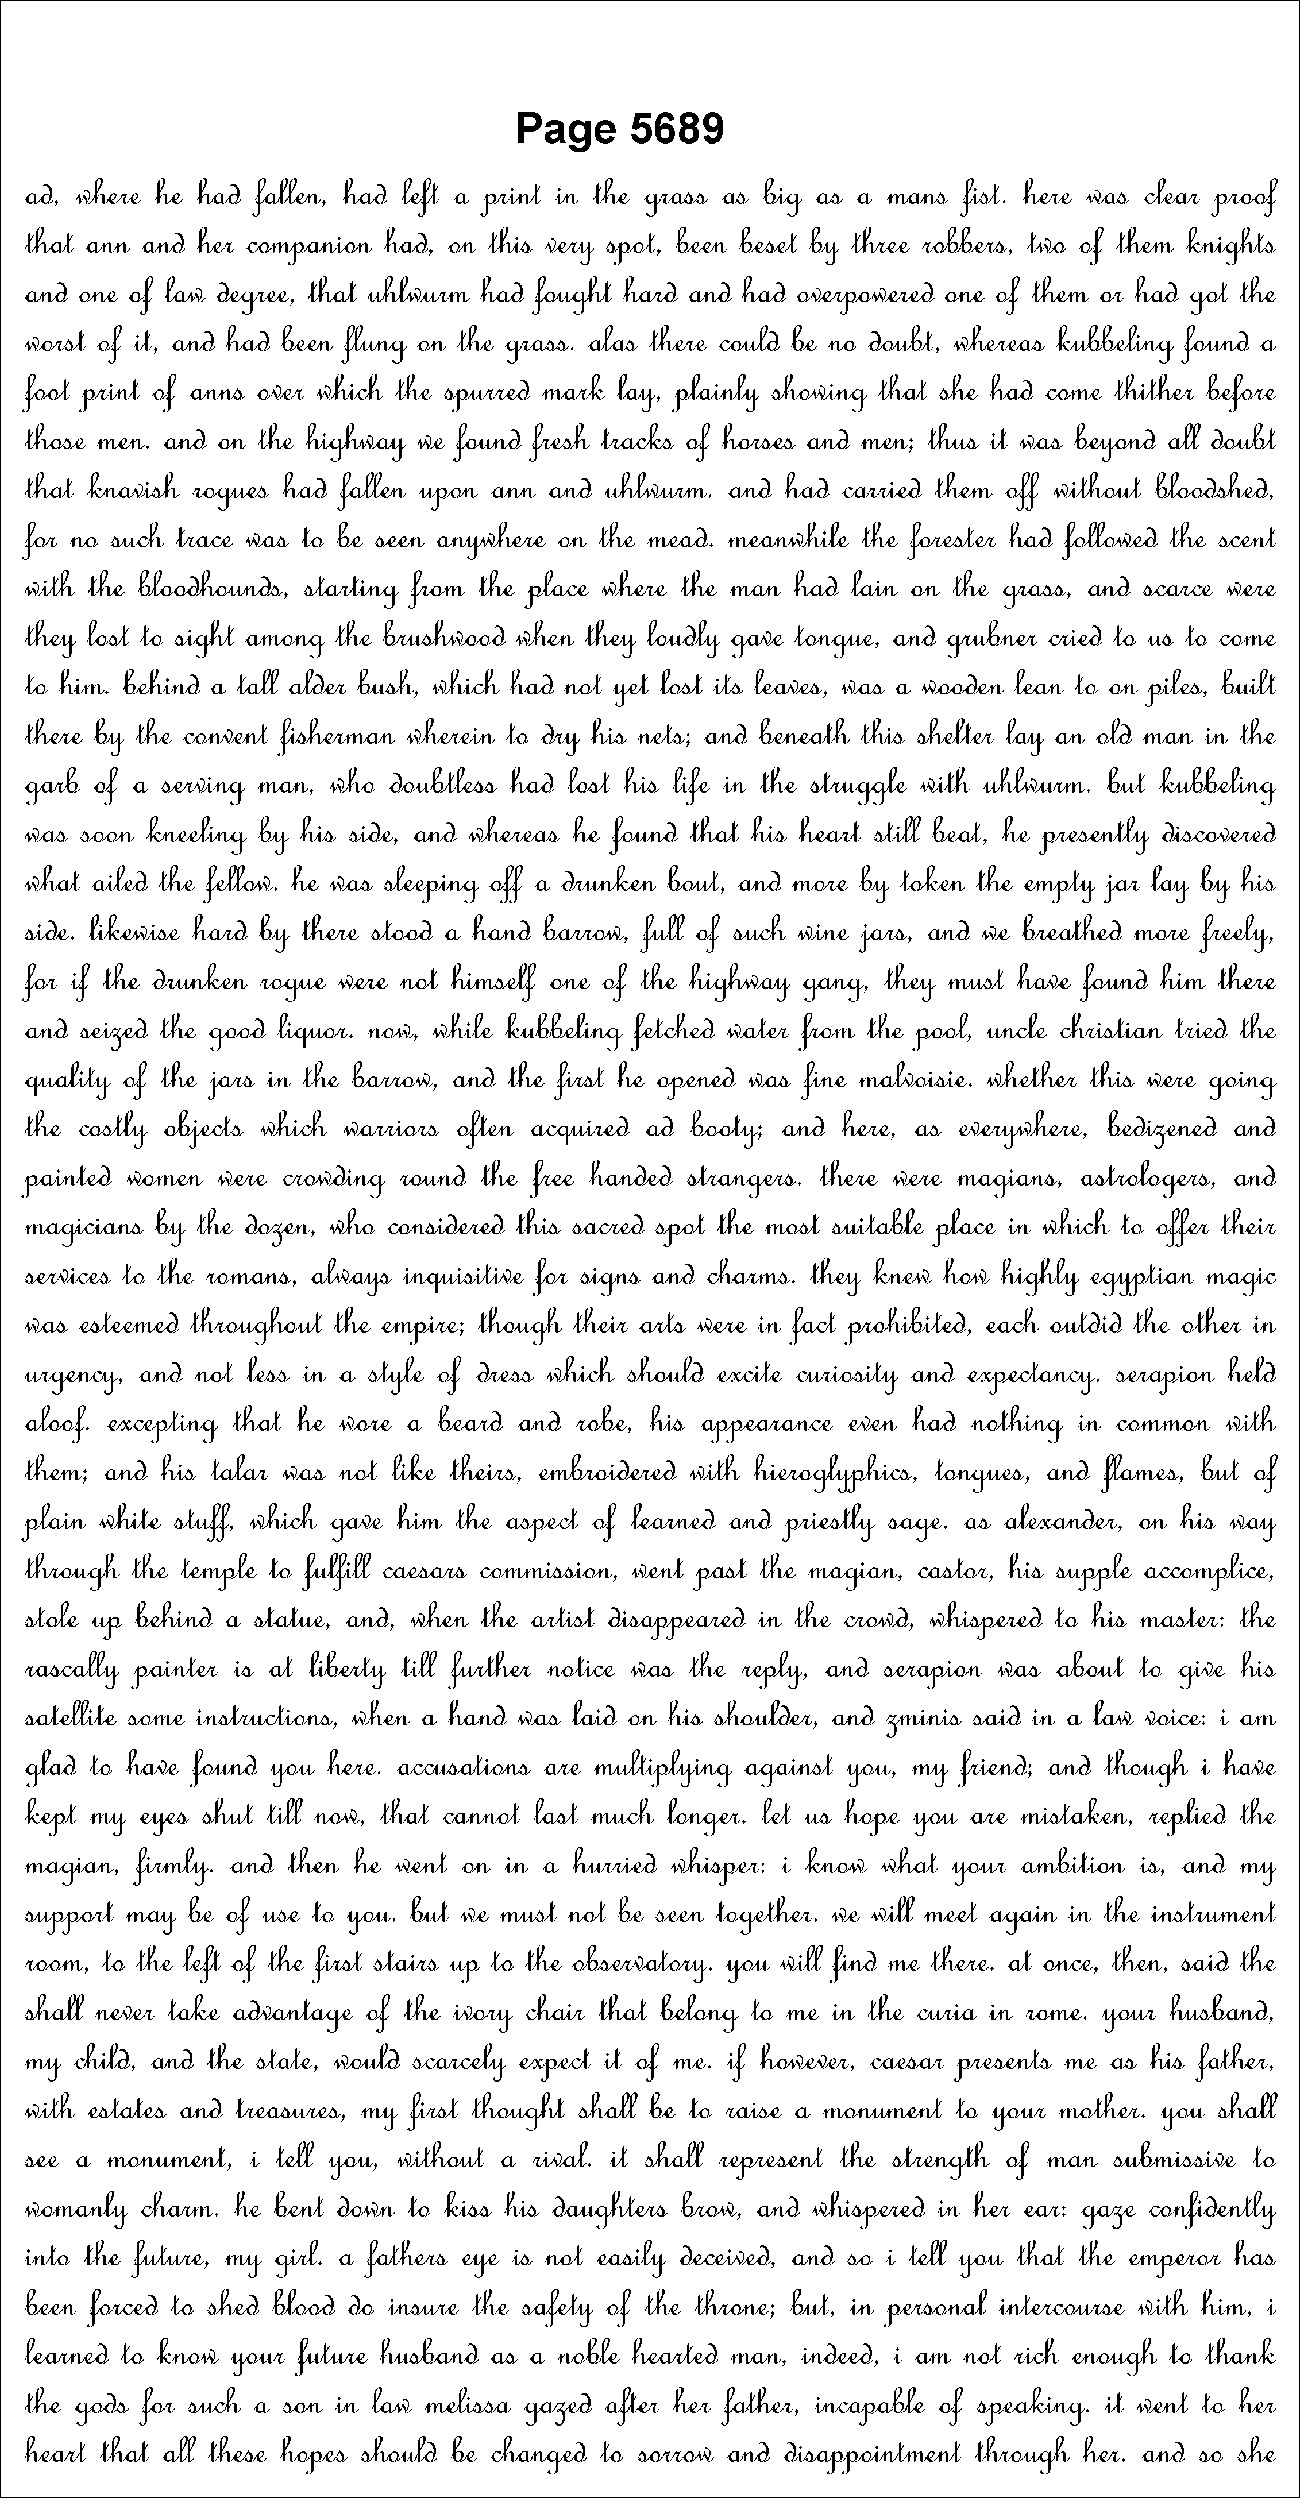 Page 5689
ad, where he had fallen, had left a print in the grass as big as a mans fist. here was clear proof
that ann and her companion had, on this very spot, been beset by three robbers, two of them knights
and one of law degree, that uhlwurm had fought hard and had overpowered one of them or had got the
worst of it, and had been flung on the grass. alas there could be no doubt, whereas kubbeling found a
foot print of anns over which the spurred mark lay, plainly showing that she had come thither before
those men. and on the highway we found fresh tracks of horses and men; thus it was beyond all doubt
that knavish rogues had fallen upon ann and uhlwurm. and had carried them off without bloodshed,
for no such trace was to be seen anywhere on the mead. meanwhile the forester had followed the scent
with the bloodhounds, starting from the place where the man had lain on the grass, and scarce were
they lost to sight among the brushwood when they loudly gave tongue, and grubner cried to us to come
to him. behind a tall alder bush, which had not yet lost its leaves, was a wooden lean to on piles, built
there by the convent fisherman wherein to dry his nets; and beneath this shelter lay an old man in the
garb of a serving man, who doubtless had lost his life in the struggle with uhlwurm. but kubbeling
was soon kneeling by his side, and whereas he found that his heart still beat, he presently discovered
what ailed the fellow. he was sleeping off a drunken bout, and more by token the empty jar lay by his
side. likewise hard by there stood a hand barrow, full of such wine jars, and we breathed more freely,
for if the drunken rogue were not himself one of the highway gang, they must have found him there
and seized the good liquor. now, while kubbeling fetched water from the pool, uncle christian tried the
quality of the jars in the barrow, and the first he opened was fine malvoisie. whether this were going
the costly objects which warriors often acquired ad booty; and here, as everywhere, bedizened and
painted women were crowding round the free handed strangers. there were magians, astrologers, and
magicians by the dozen, who considered this sacred spot the most suitable place in which to offer their
services to the romans, always inquisitive for signs and charms. they knew how highly egyptian magic
was esteemed throughout the empire; though their arts were in fact prohibited, each outdid the other in
urgency, and not less in a style of dress which should excite curiosity and expectancy. serapion held
aloof. excepting that he wore a beard and robe, his appearance even had nothing in common with
them; and his talar was not like theirs, embroidered with hieroglyphics, tongues, and flames, but of
plain white stuff, which gave him the aspect of learned and priestly sage. as alexander, on his way
through the temple to fulfill caesars commission, went past the magian, castor, his supple accomplice,
stole up behind a statue, and, when the artist disappeared in the crowd, whispered to his master: the
rascally painter is at liberty till further notice was the reply, and serapion was about to give his
satellite some instructions, when a hand was laid on his shoulder, and zminis said in a law voice: i am
glad to have found you here. accusations are multiplying against you, my friend; and though i have
kept my eyes shut till now, that cannot last much longer. let us hope you are mistaken, replied the
magian, firmly. and then he went on in a hurried whisper: i know what your ambition is, and my
support may be of use to you. but we must not be seen together. we will meet again in the instrument
room, to the left of the first stairs up to the observatory. you will find me there. at once, then, said the
shall never take advantage of the ivory chair that belong to me in the curia in rome. your husband,
my child, and the state, would scarcely expect it of me. if however, caesar presents me as his father,
with estates and treasures, my first thought shall be to raise a monument to your mother. you shall
see a monument, i tell you, without a rival. it shall represent the strength of man submissive to
womanly charm. he bent down to kiss his daughters brow, and whispered in her ear: gaze confidently
into the future, my girl. a fathers eye is not easily deceived, and so i tell you that the emperor has
been forced to shed blood do insure the safety of the throne; but, in personal intercourse with him, i
learned to know your future husband as a noble hearted man, indeed, i am not rich enough to thank
the gods for such a son in law melissa gazed after her father, incapable of speaking. it went to her
heart that all these hopes should be changed to sorrow and disappointment through her. and so she